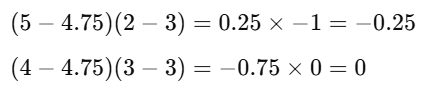 (5 − 4.75)(2 − 3) = 0.25 × −1 = −0.25
(4 − 4.75)(3 − 3) = −0.75 × 0 = 0